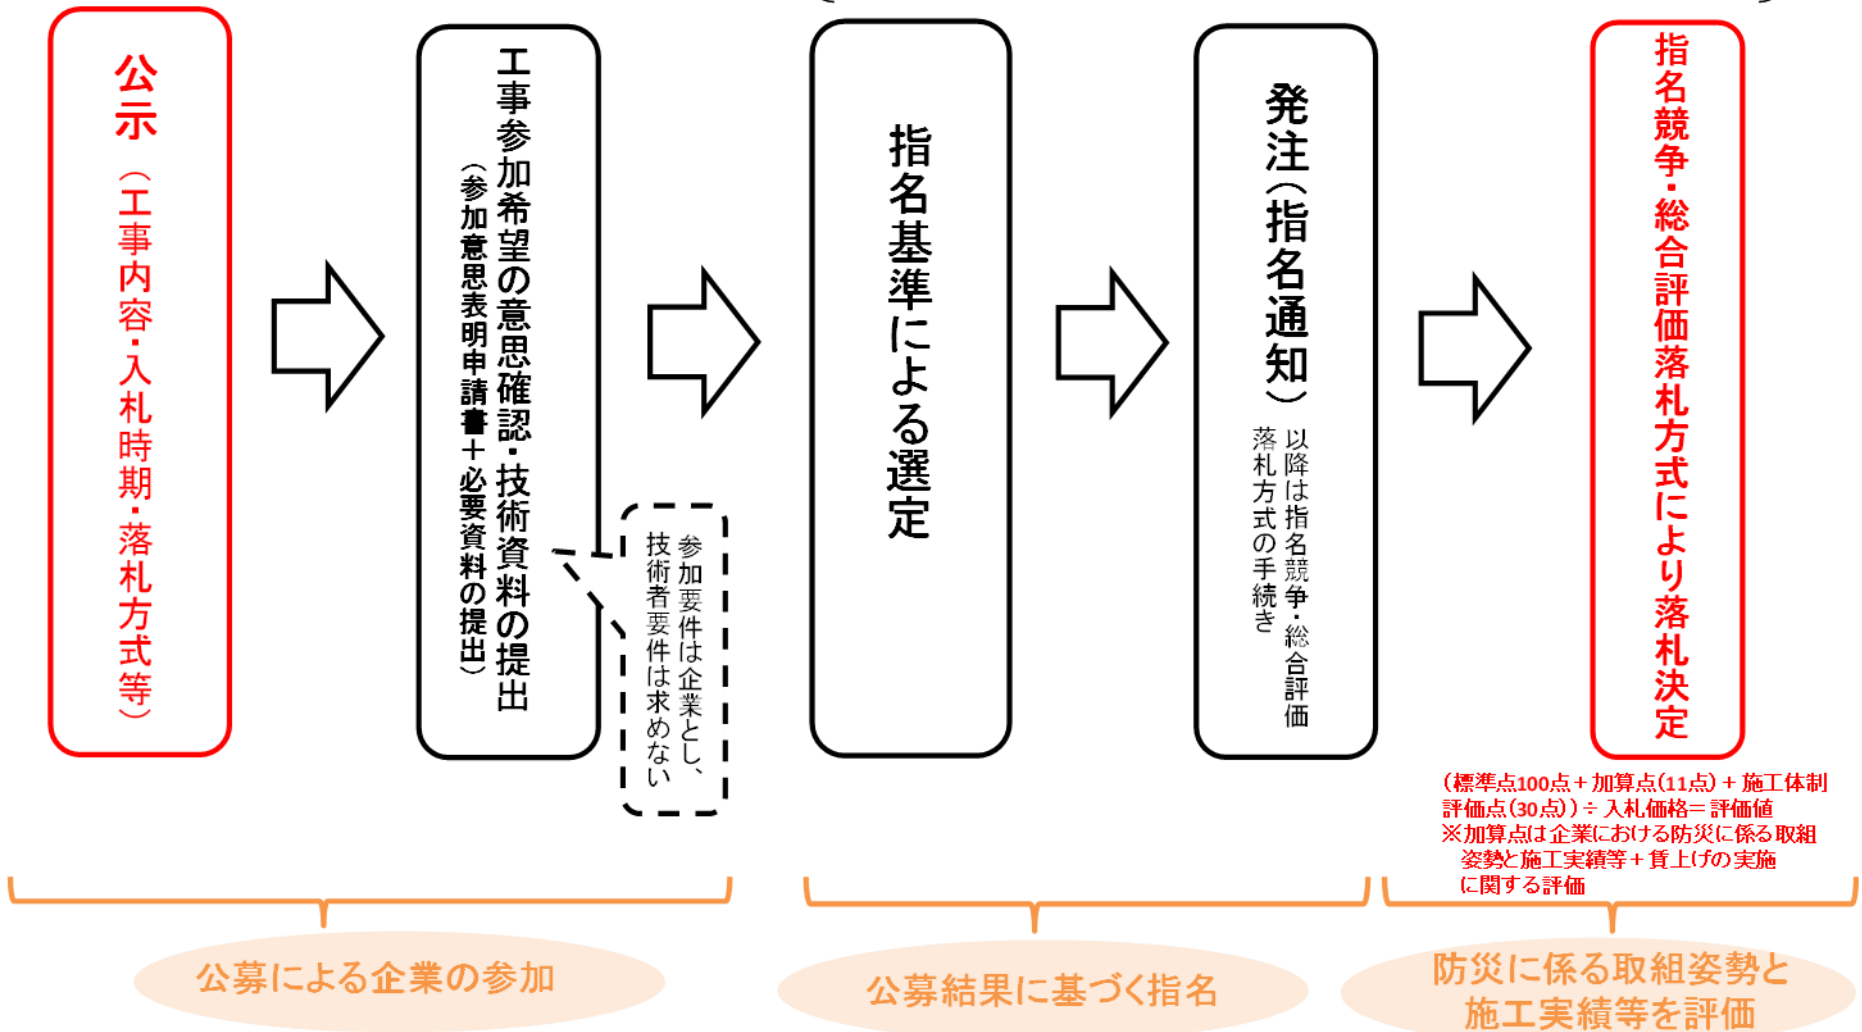 公示（工事内容・入札時期・落札方式等）
工事参加希望の意思確認・技術資料の提出
（参加意思表明申請書＋必要資料の提出）
参加要件は企業とし、
技術者要件は求めない
指名基準による選定
発注（指名通知）
以降は指名競争・総合評価
落札方式の手続き
指名競争・総合評価落札方式により落札決定
(標準点100点＋加算点(11点)＋施工体制
評価点(30点))÷入札価格＝評価値
※加算点は企業における防災に係る取組
姿勢と施工実績等＋賃上げの実施
に関する評価
公募による企業の参加
公募結果に基づく指名
防災に係る取組姿勢と
施工実績等を評価